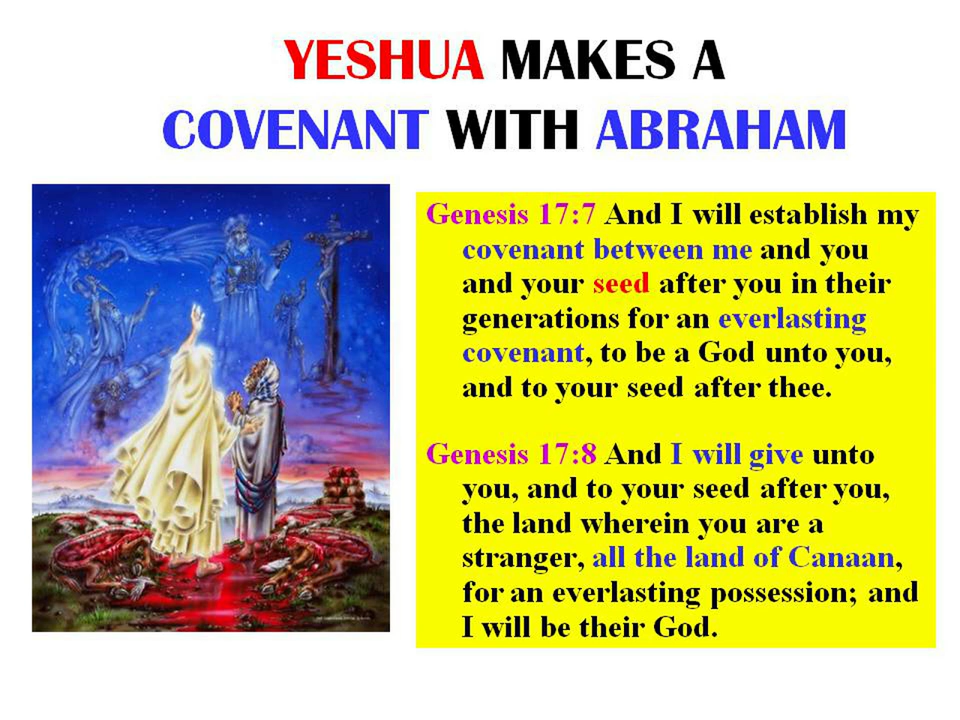 YESHUA MAKES A
COVENANT WITH ABRAHAM
Genesis 17:7 And I will establish my
covenant between me and you
and your seed after you in their
generations for an everlasting
covenant, to be a God unto you,
and to your seed after thee.
Genesis 17:8 And I will give unto
you, and to your seed after you,
the land wherein you are a
stranger, all the land of Canaan,
for an everlasting possession; and
I will be their God.